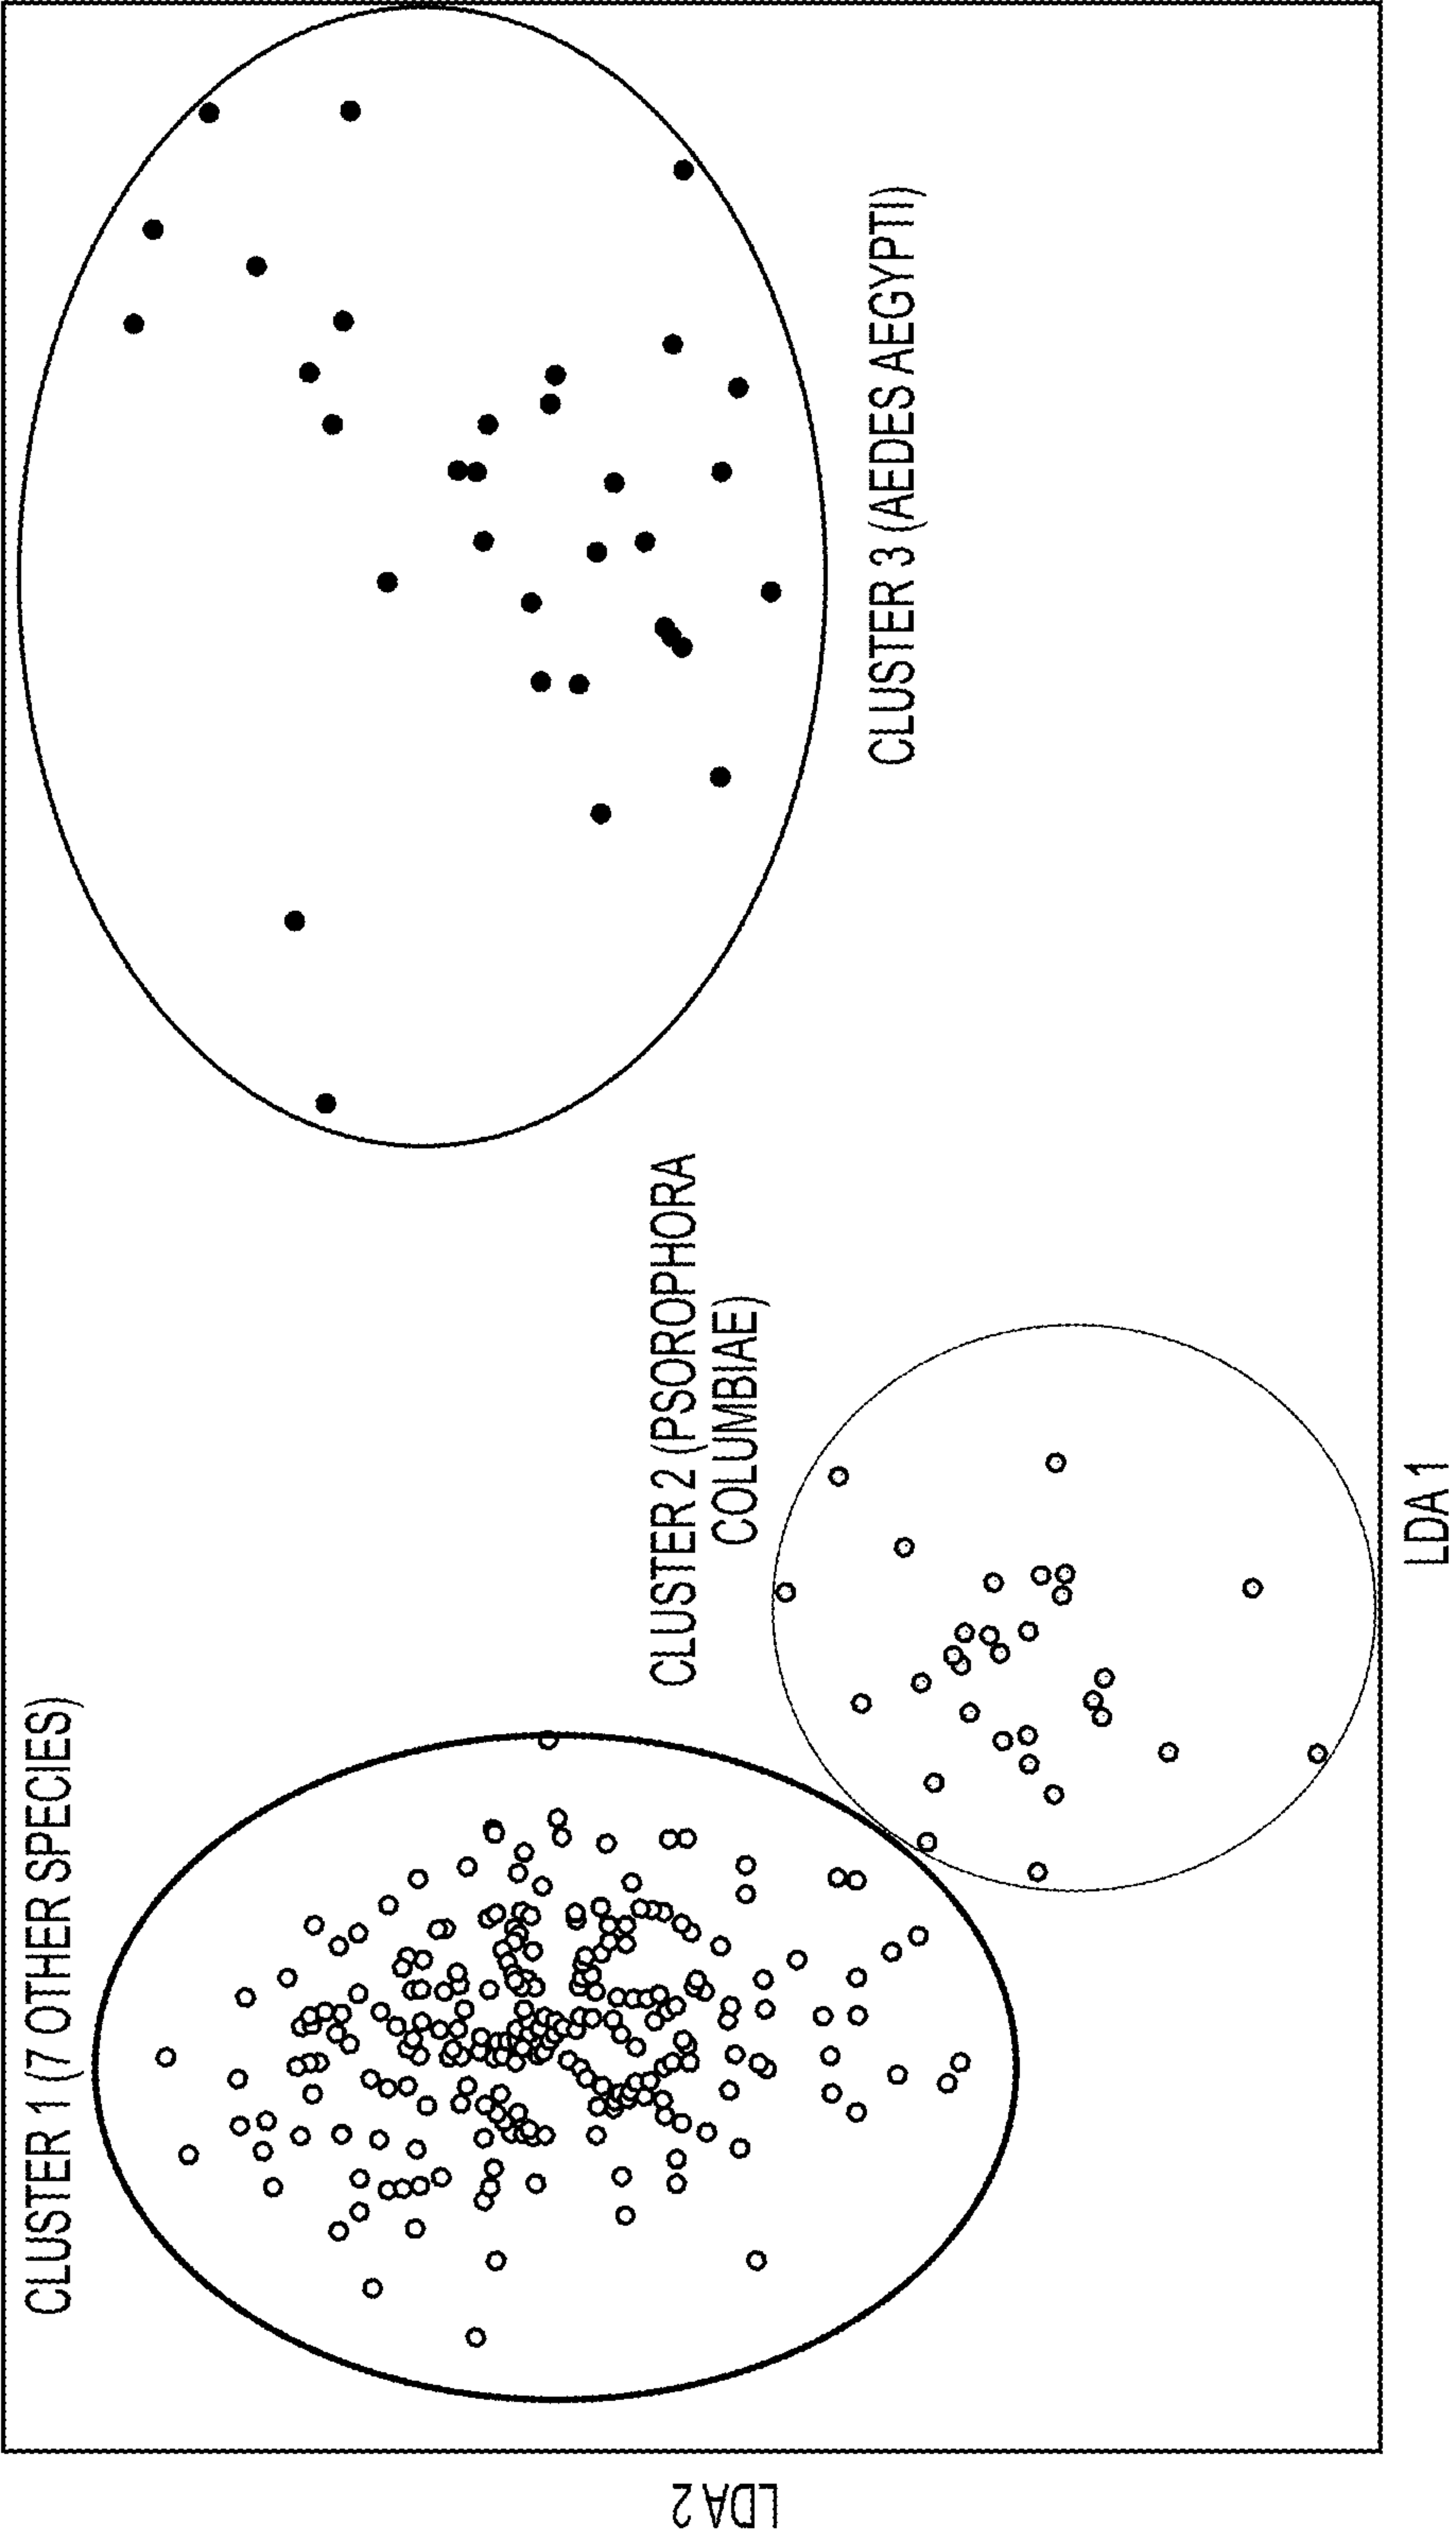 CLUSTER 1 (7 OTHER SPECIES)
CLUSTER 2 (PSOROPHORA
COLUMBIAE)
CLUSTER 3 (AEDES AEGYPTI)
LDA 2
LDA 1